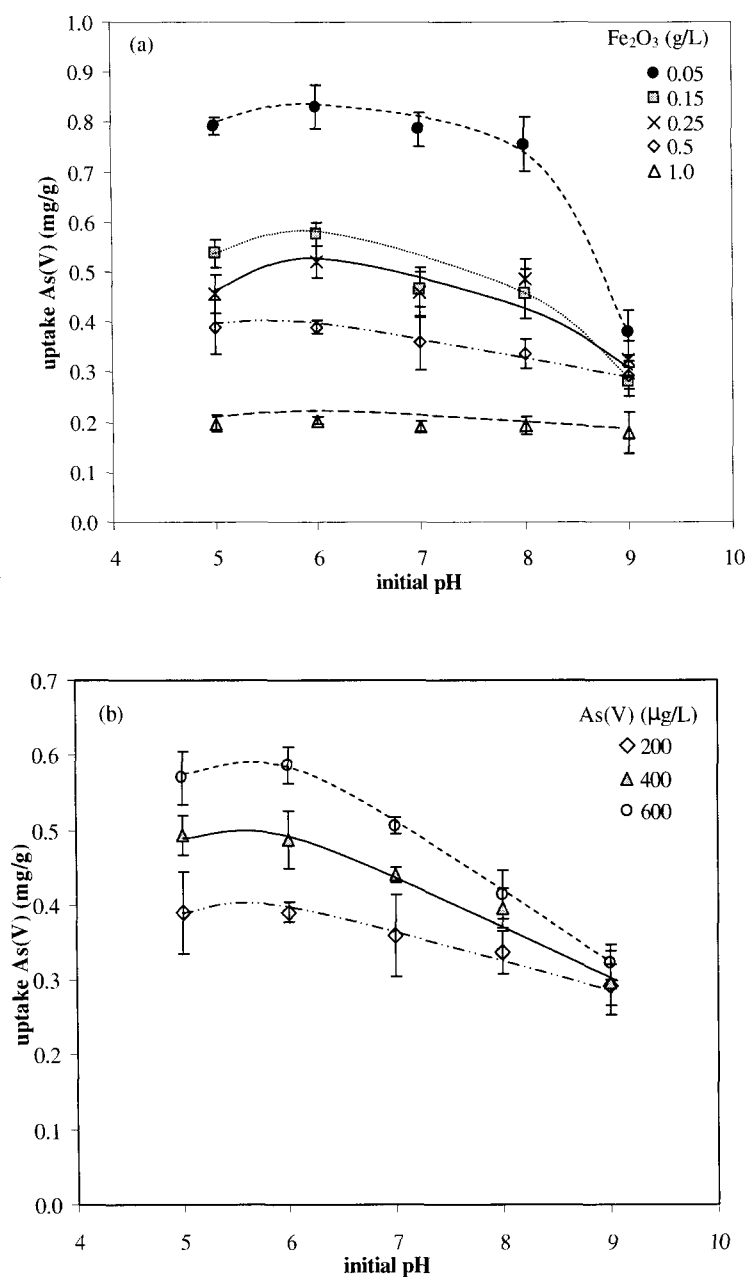 (a)
Fe₂O₃ (g/L)
0.05
0.15
0.25
0.5
1.0
1.0
0.9
0.8
0.7
0.6
0.5
0.4
0.3
0.2
0.1
0.0
uptake As(V) (mg/g)
4 5 6 7 8 9 10
initial pH
(b)
As(V) (µg/L)
200
400
600
0.7
0.6
0.5
0.4
0.3
0.2
0.1
0.0
uptake As(V) (mg/g)
4 5 6 7 8 9 10
initial pH